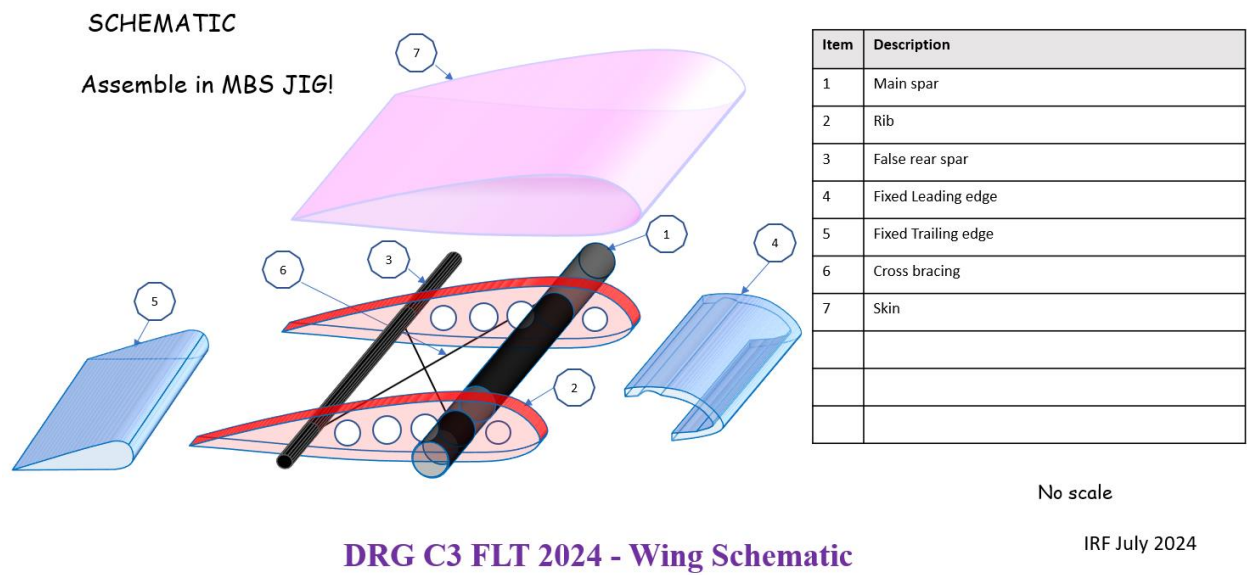 SCHEMATIC
Assemble in MBS JIG!
7
1
3
4
6
5
2
Item Description
1 Main spar
2 Rib
3 False rear spar
4 Fixed Leading edge
5 Fixed Trailing edge
6 Cross bracing
7 Skin
No scale
IRF July 2024
DRG C3 FLT 2024 - Wing Schematic